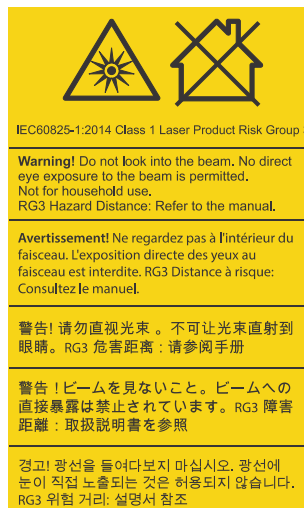 IEC60825-1:2014 Class 1 Laser Product Risk Group
Warning! Do not look into the beam. No direct
eye exposure to the beam is permitted.
Not for household use.
RG3 Hazard Distance: Refer to the manual.
Avertissement! Ne regardez pas à l'intérieur du
faisceau. L'exposition directe des yeux au
faisceau est interdite. RG3 Distance à risque:
Consultez le manuel.
警告! 请勿直视光束 。不可让光束直射到
眼睛。RG3 危害距离 : 请参阅手册
警告 ! ビームを見ないこと。ビームへの
直接暴露は禁止されています。RG3 障害
距離 : 取扱説明書を参照
경고! 광선을 들여다보지 마십시오. 광선에
눈이 직접 노출되는 것은 허용되지 않습니다.
RG3 위험 거리: 설명서 참조